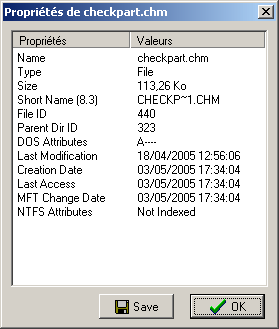 Propriétés de checkpart.chm
Propriétés Valeurs
Name checkpart.chm
Type File
Size 113,26 Ko
Short Name (8.3) CHECKP~1.CHM
File ID 440
Parent Dir ID 323
DOS Attributes A----
Last Modification 18/04/2005 12:56:06
Creation Date 03/05/2005 17:34:04
Last Access 03/05/2005 17:34:04
MFT Change Date 03/05/2005 17:34:04
NTFS Attributes Not Indexed
Save OK